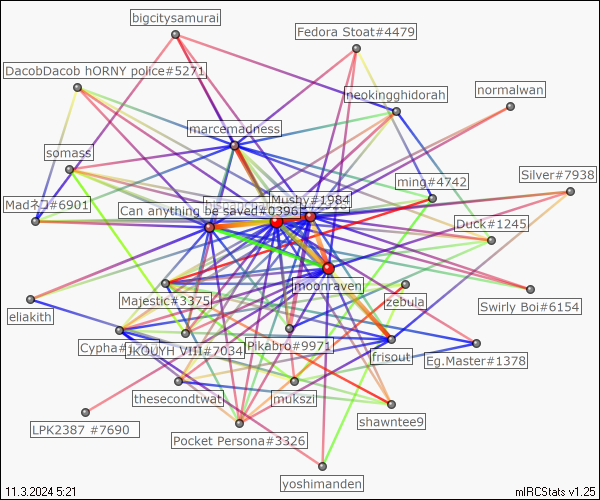 bigcitysamurai
Fedora Stoat#4479
DacobDacob hORNY police#5271
neokingghidorah
normalwan
marcemadness
somass
ming#4742
Silver#7938
Madネコ#6901
Mushy#1984
Can anything be saved#0396
Duck#1245
moonraven
Majestic#3375
zebula
Swirly Boi#6154
eliakith
Cypha#
JKOUYH VIII#7034
Pikabro#9971
frisout
Eg.Master#1378
thesecondtwat
mukszl
shawntee9
LPK2387 #7690
Pocket Persona#3326
yoshimanden
11.3.2024 5:21
mIRCStats v1.25